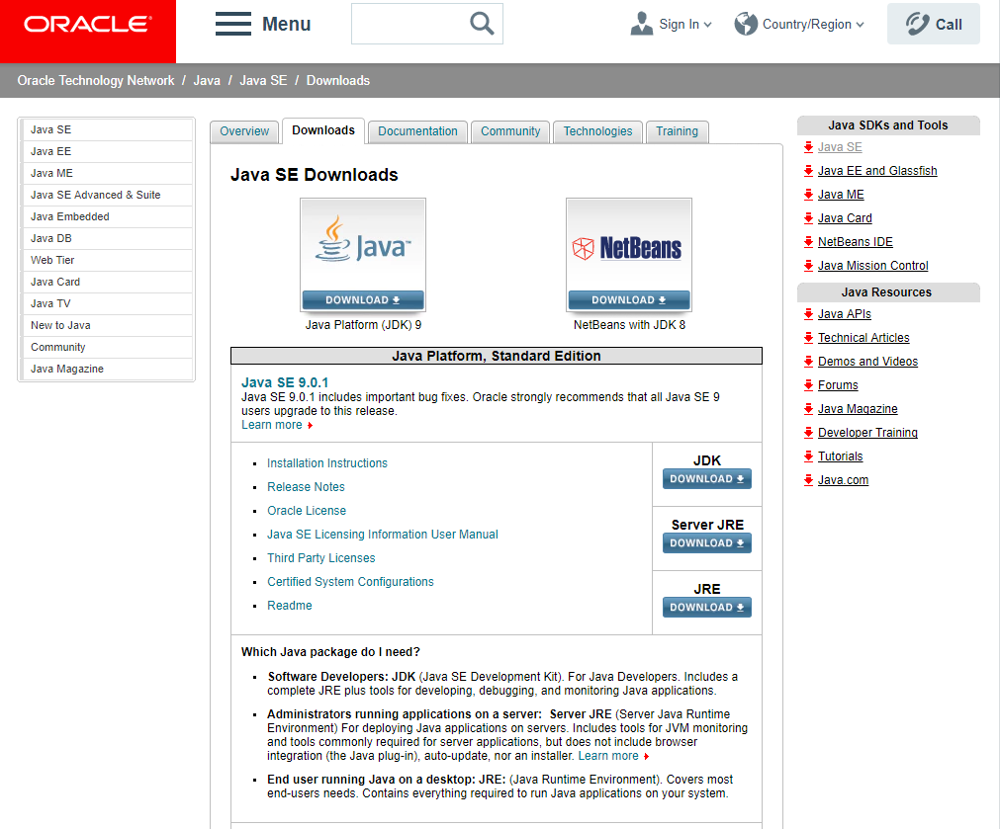 ORACLE
Menu
Sign In
Country/Region
Call
Oracle Technology Network / Java / Java SE / Downloads
Java SE
Java EE
Java ME
Java SE Advanced & Suite
Java Embedded
Java DB
Web Tier
Java Card
Java TV
New to Java
Community
Java Magazine
Overview
Downloads
Documentation
Community
Technologies
Training
Java SE Downloads
Java
DOWNLOAD
Java Platform (JDK) 9
NetBeans
DOWNLOAD
NetBeans with JDK 8
Java Platform, Standard Edition
Java SE 9.0.1
Java SE 9.0.1 includes important bug fixes. Oracle strongly recommends that all Java SE 9
users upgrade to this release.
Learn more
Installation Instructions
Release Notes
Oracle License
Java SE Licensing Information User Manual
Third Party Licenses
Certified System Configurations
Readme
JDK
DOWNLOAD
Server JRE
DOWNLOAD
JRE
DOWNLOAD
Which Java package do I need?
Software Developers: JDK (Java SE Development Kit). For Java Developers. Includes a
complete JRE plus tools for developing, debugging, and monitoring Java applications.
Administrators running applications on a server: Server JRE (Server Java Runtime
Environment) For deploying Java applications on servers. Includes tools for JVM monitoring
and tools commonly required for server applications, but does not include browser
integration (the Java plug-in), auto-update, nor an installer. Learn more
End user running Java on a desktop: JRE: (Java Runtime Environment). Covers most
end-users needs. Contains everything required to run Java applications on your system.
Java SDKs and Tools
Java SE
Java EE and Glassfish
Java ME
Java Card
NetBeans IDE
Java Mission Control
Java Resources
Java APIs
Technical Articles
Demos and Videos
Forums
Java Magazine
Developer Training
Tutorials
Java.com